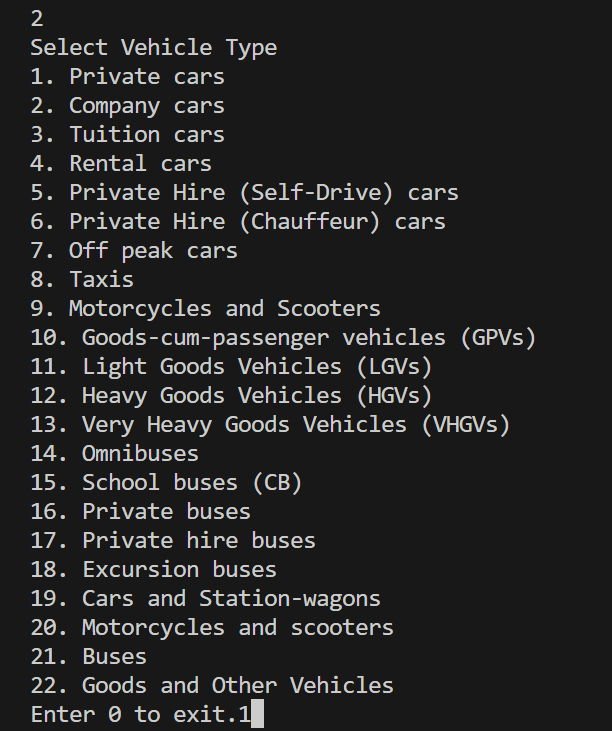 2
Select Vehicle Type
1. Private cars
2. Company cars
3. Tuition cars
4. Rental cars
5. Private Hire (Self-Drive) cars
6. Private Hire (Chauffeur) cars
7. Off peak cars
8. Taxis
9. Motorcycles and Scooters
10. Goods-cum-passenger vehicles (GPVs)
11. Light Goods Vehicles (LGVs)
12. Heavy Goods Vehicles (HGVs)
13. Very Heavy Goods Vehicles (VHGVs)
14. Omnibuses
15. School buses (CB)
16. Private buses
17. Private hire buses
18. Excursion buses
19. Cars and Station-wagons
20. Motorcycles and scooters
21. Buses
22. Goods and Other Vehicles
Enter 0 to exit.1